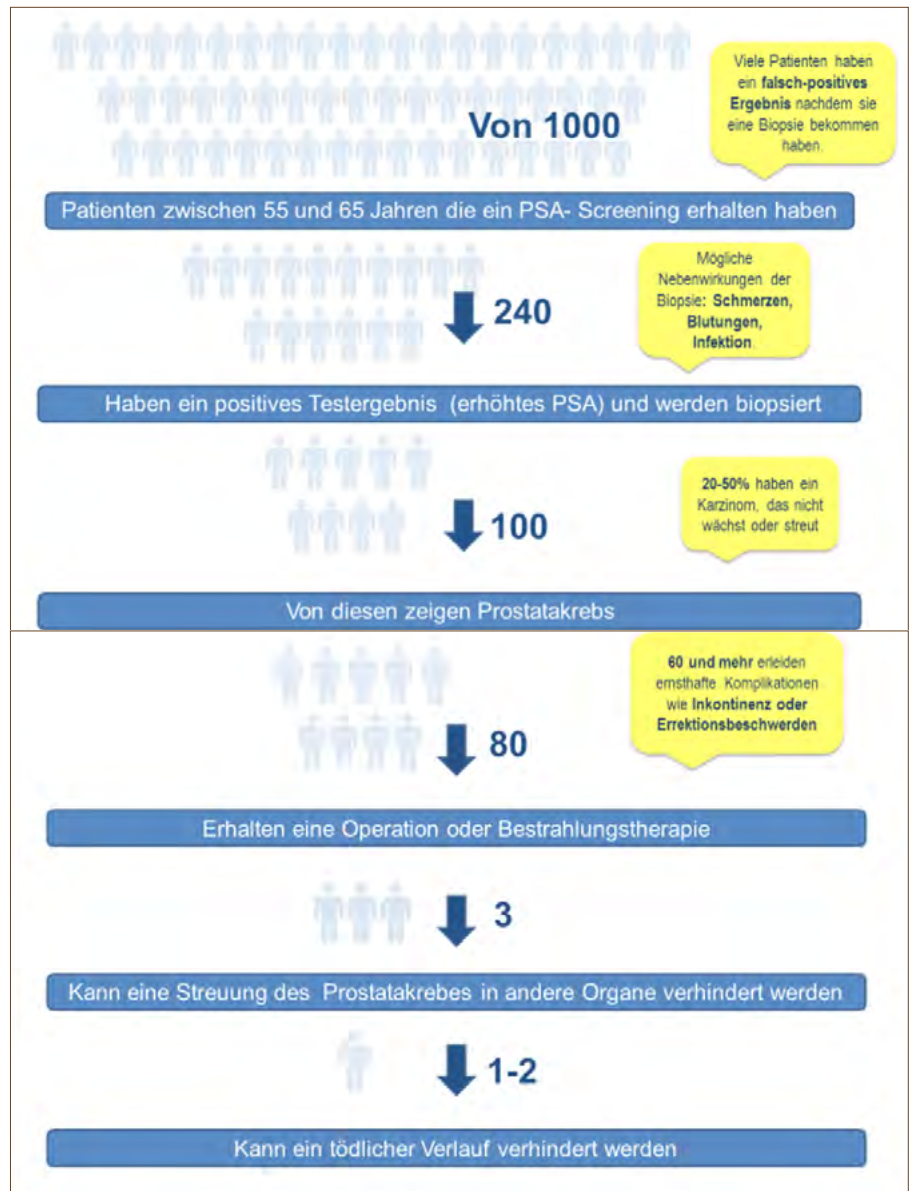 Von 1000
Viele Patienten haben
ein falsch-positives
Ergebnis nachdem sie
eine Biopsie bekommen
haben.
Patienten zwischen 55 und 65 Jahren die ein PSA- Screening erhalten haben
240
Mögliche
Nebenwirkungen der
Biopsie: Schmerzen,
Blutungen,
Infektion.
Haben ein positives Testergebnis (erhöhtes PSA) und werden biopsiert
100
20-50% haben ein
Karzinom, das nicht
wächst oder streut
Von diesen zeigen Prostatakrebs
80
60 und mehr erleiden
ernsthafte Komplikationen
wie Inkontinenz oder
Errektionsbeschwerden
Erhalten eine Operation oder Bestrahlungstherapie
3
Kann eine Streuung des Prostatakrebes in andere Organe verhindert werden
1-2
Kann ein tödlicher Verlauf verhindert werden